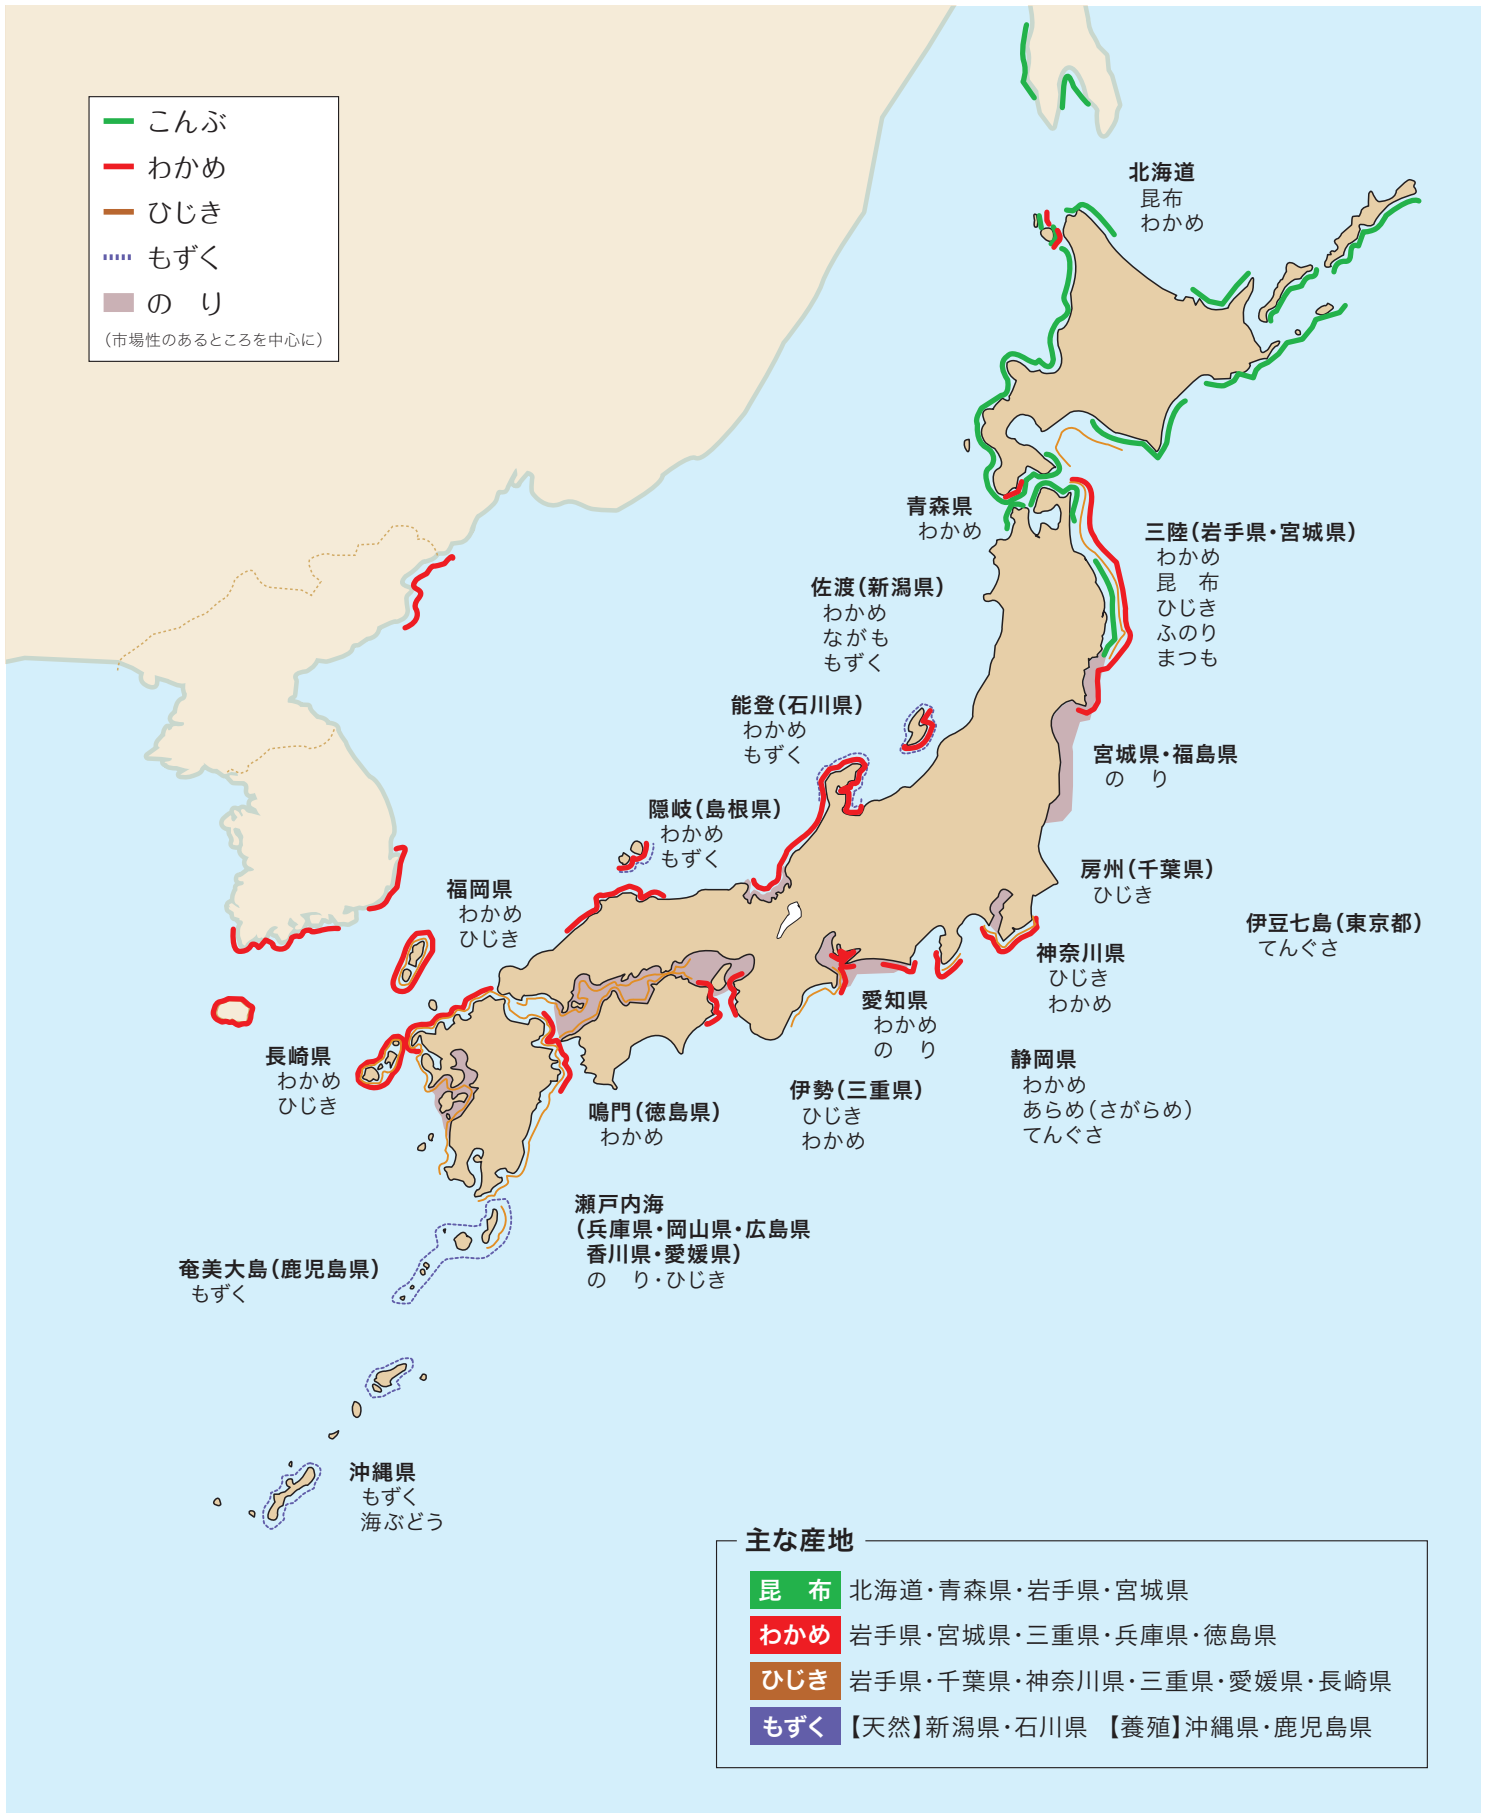 こんぶ
わかめ
ひじき
もずく
の　り
（市場性のあるところを中心に）
北海道
昆布
わかめ
青森県
わかめ
三陸（岩手県・宮城県）
わかめ
昆　布
ひじき
ふのり
まつも
佐渡（新潟県）
わかめ
ながも
もずく
能登（石川県）
わかめ
もずく
宮城県・福島県
の　り
隠岐（島根県）
わかめ
もずく
房州（千葉県）
ひじき
福岡県
わかめ
ひじき
伊豆七島（東京都）
てんぐさ
神奈川県
ひじき
わかめ
愛知県
わかめ
の　り
長崎県
わかめ
ひじき
静岡県
わかめ
あらめ（さがらめ）
てんぐさ
伊勢（三重県）
ひじき
わかめ
鳴門（徳島県）
わかめ
瀬戸内海
（兵庫県・岡山県・広島県
香川県・愛媛県）
の　り・ひじき
奄美大島（鹿児島県）
もずく
沖縄県
もずく
海ぶどう
主な産地
昆　布 北海道・青森県・岩手県・宮城県
わかめ 岩手県・宮城県・三重県・兵庫県・徳島県
ひじき 岩手県・千葉県・神奈川県・三重県・愛媛県・長崎県
もずく 【天然】新潟県・石川県　【養殖】沖縄県・鹿児島県